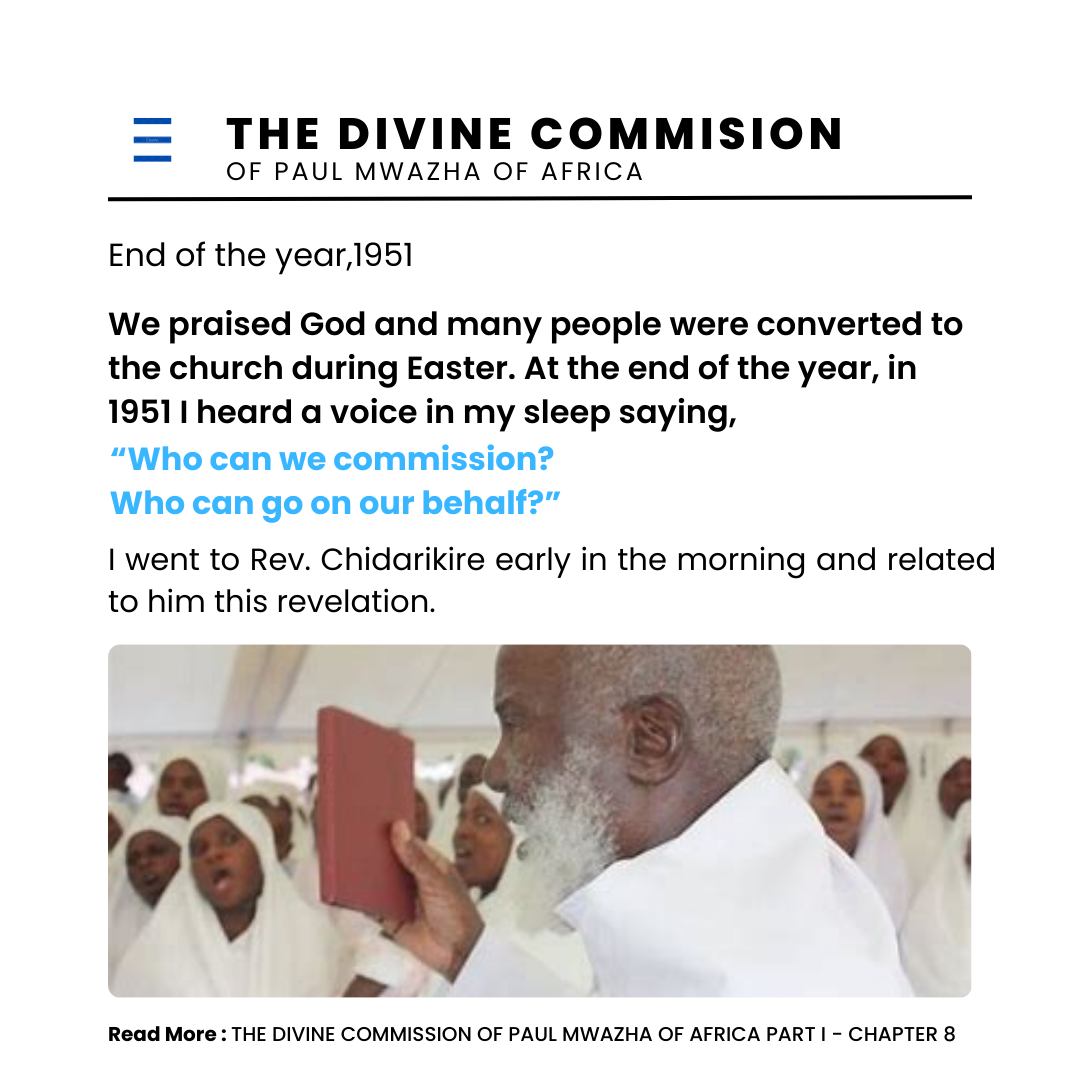 THE DIVINE COMMISION
OF PAUL MWAZHA OF AFRICA
End of the year,1951
We praised God and many people were converted to
the church during Easter. At the end of the year, in
1951 I heard a voice in my sleep saying,
“Who can we commission?
Who can go on our behalf?”
I went to Rev. Chidarikire early in the morning and related
to him this revelation.
Read More : THE DIVINE COMMISSION OF PAUL MWAZHA OF AFRICA PART I - CHAPTER 8